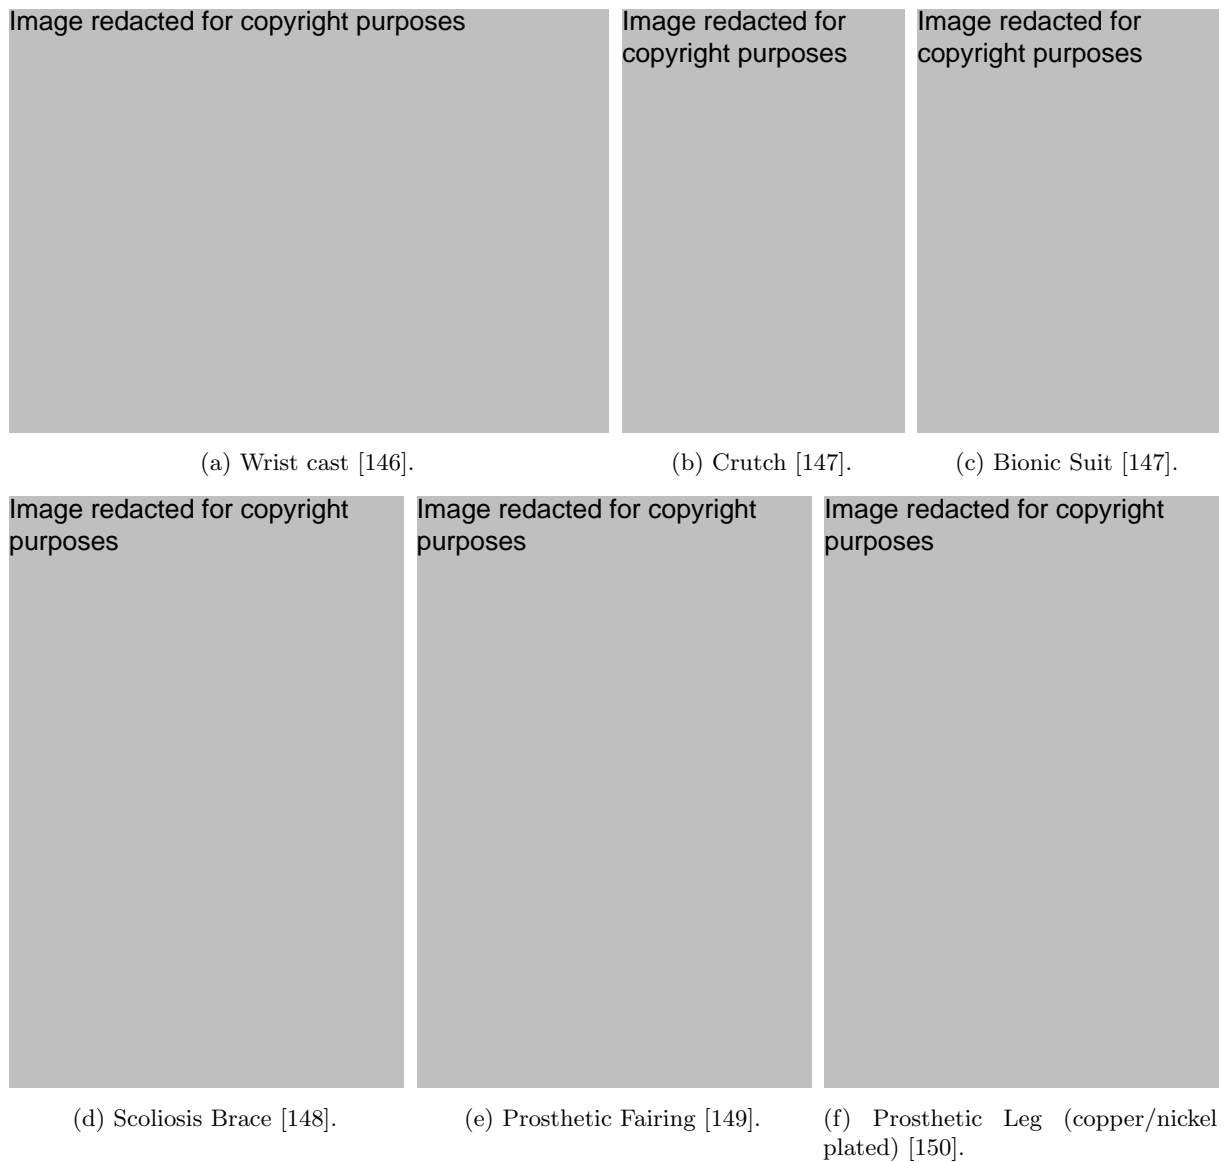 Image redacted for copyright purposes
Image redacted for
copyright purposes
Image redacted for
copyright purposes
(a) Wrist cast [146].
(b) Crutch [147].
(c) Bionic Suit [147].
Image redacted for copyright
purposes
Image redacted for copyright
purposes
Image redacted for copyright
purposes
(d) Scoliosis Brace [148].
(e) Prosthetic Fairing [149].
(f) Prosthetic Leg (copper/nickel
plated) [150].